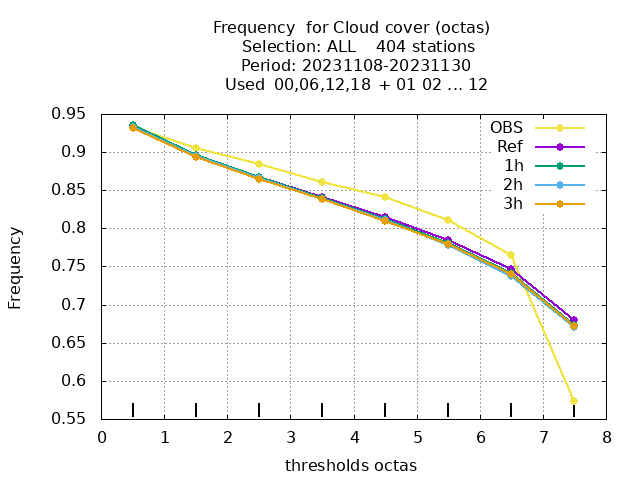 Frequency  for Cloud cover (octas)
Selection: ALL    404 stations
Period: 20231108-20231130
Used  00,06,12,18  + 01 02 ... 12
0.95
0.9
0.85
0.8
0.75
0.7
0.65
0.6
0.55
Frequency
OBS
Ref
1h
2h
3h
0 1 2 3 4 5 6 7 8
thresholds octas